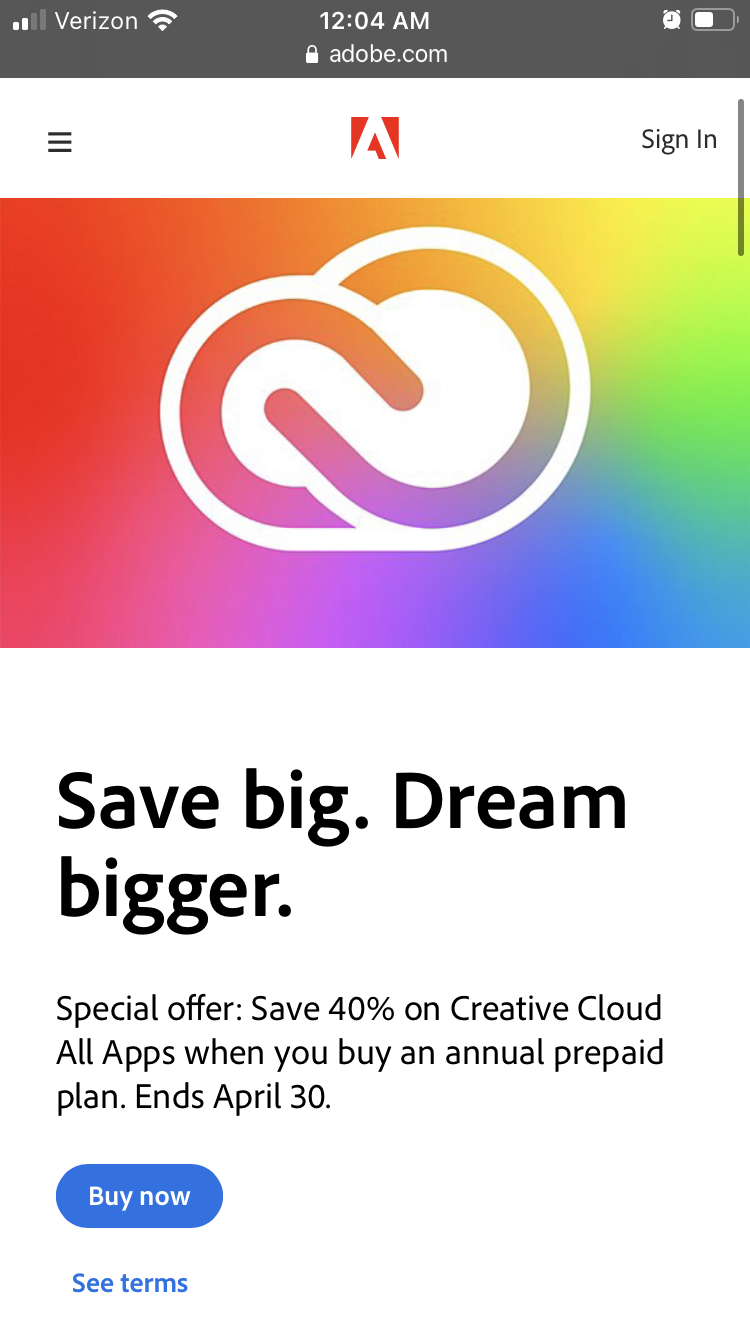 Verizon 12:04 AM
adobe.com
Sign In
Save big. Dream
bigger.
Special offer: Save 40% on Creative Cloud
All Apps when you buy an annual prepaid
plan. Ends April 30.
Buy now
See terms